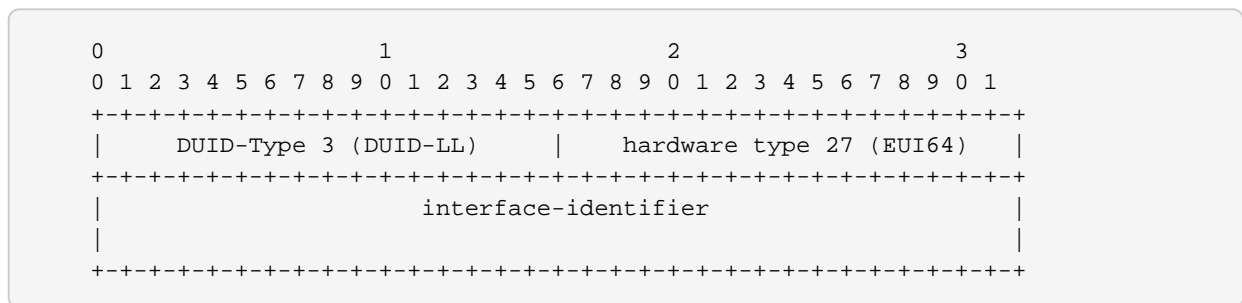 0                   1                   2                   3
0 1 2 3 4 5 6 7 8 9 0 1 2 3 4 5 6 7 8 9 0 1 2 3 4 5 6 7 8 9 0 1
+-+-+-+-+-+-+-+-+-+-+-+-+-+-+-+-+-+-+-+-+-+-+-+-+-+-+-+-+-+-+-+-+
|     DUID-Type 3 (DUID-LL)     |    hardware type 27 (EUI64)   |
+-+-+-+-+-+-+-+-+-+-+-+-+-+-+-+-+-+-+-+-+-+-+-+-+-+-+-+-+-+-+-+-+
|                      interface-identifier                     |
|                                                               |
+-+-+-+-+-+-+-+-+-+-+-+-+-+-+-+-+-+-+-+-+-+-+-+-+-+-+-+-+-+-+-+-+